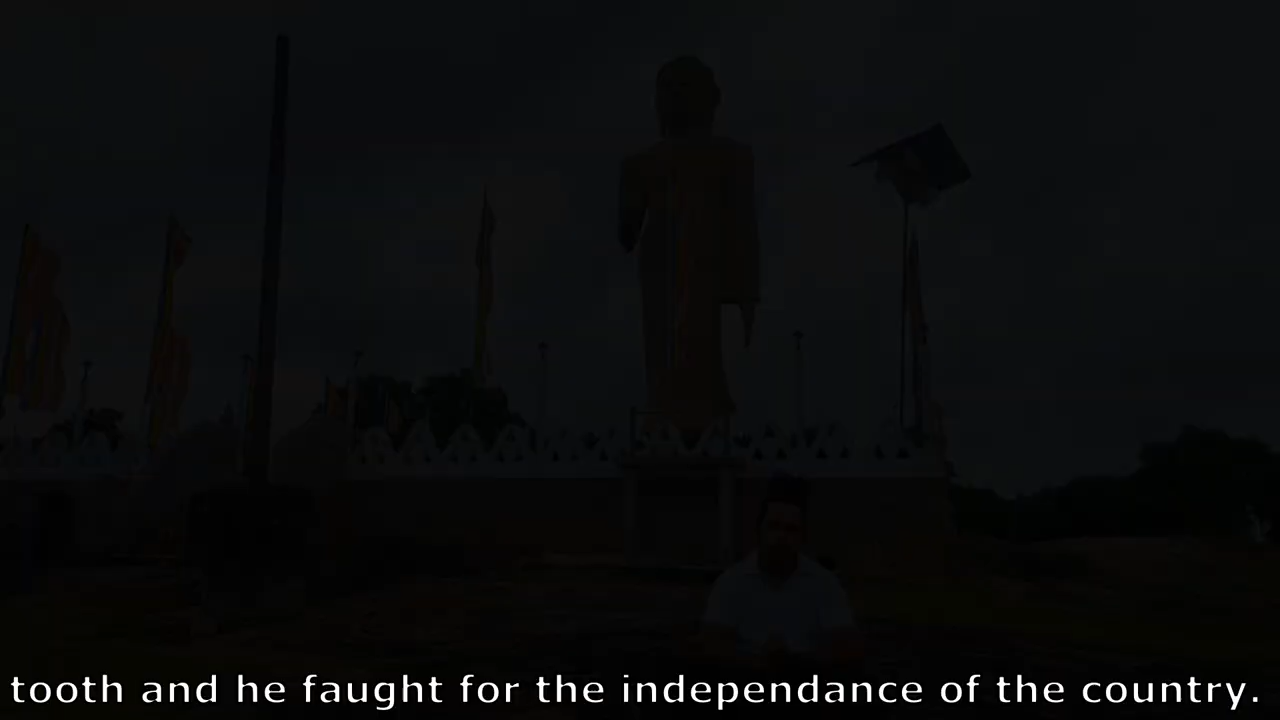 tooth and he faught for the independance of the country.